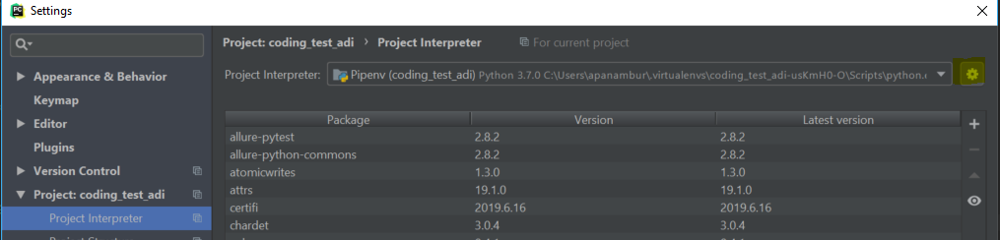 PC
Settings
Project: coding_test_adi › Project Interpreter For current project
Appearance & Behavior
Project Interpreter: Pipenv (coding_test_adi) Python 3.7.0 C:\Users\apanambur\.virtualenvs\coding_test_adi-usKmH0-O\Scripts\python.e
Keymap
Editor
Package Version Latest version
Plugins
allure-pytest 2.8.2 2.8.2
allure-python-commons 2.8.2 2.8.2
Version Control
atomicwrites 1.3.0 1.3.0
Project: coding_test_adi
attrs 19.1.0 19.1.0
Project Interpreter
certifi 2019.6.16 2019.6.16
chardet 3.0.4 3.0.4